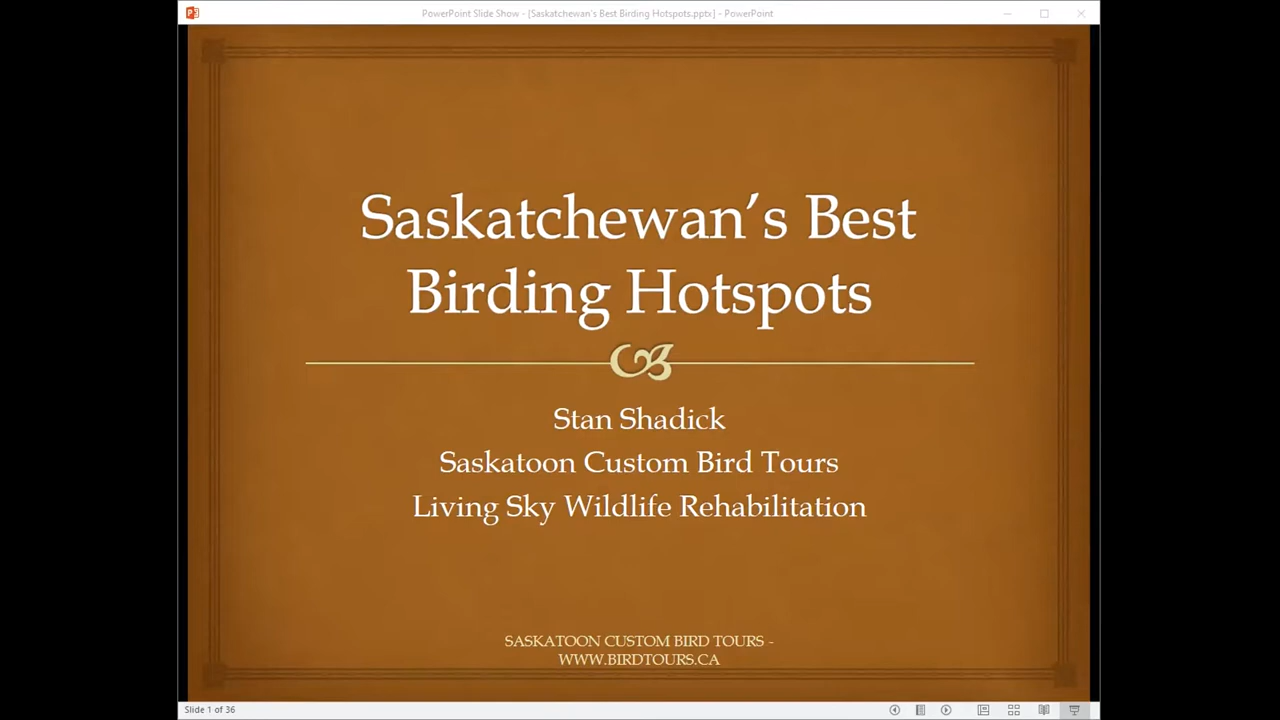 PowerPoint Slide Show - [Saskatchewan's Best Birding Hotspots.pptx] - PowerPoint
Saskatchewan’s Best
Birding Hotspots
Stan Shadick
Saskatoon Custom Bird Tours
Living Sky Wildlife Rehabilitation
SASKATOON CUSTOM BIRD TOURS -
WWW.BIRDTOURS.CA
Slide 1 of 36